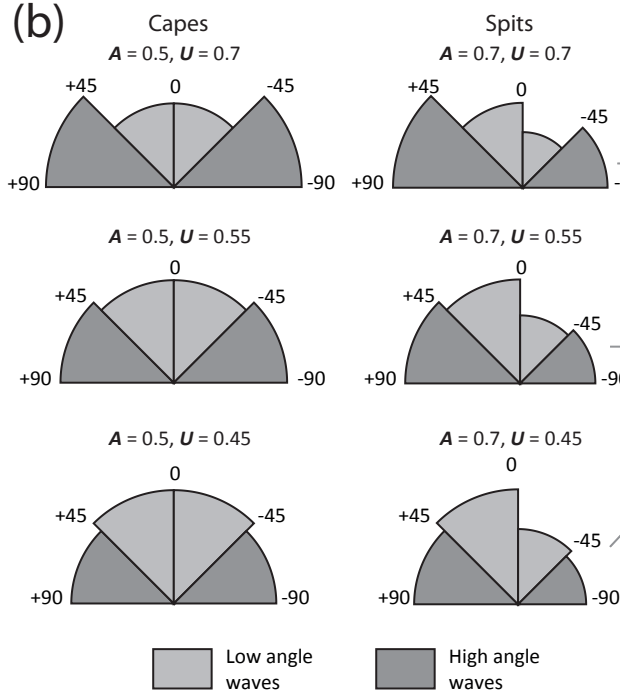 (b)
Capes
Spits
A = 0.5, U = 0.7
A = 0.7, U = 0.7
+45
0
-45
+90
-90
+45
0
-45
+90
A = 0.5, U = 0.55
A = 0.7, U = 0.55
+45
0
-45
+90
-90
+45
0
-45
+90
-90
A = 0.5, U = 0.45
A = 0.7, U = 0.45
+45
0
-45
+90
-90
+45
0
-45
+90
-90
Low angle
waves
High angle
waves